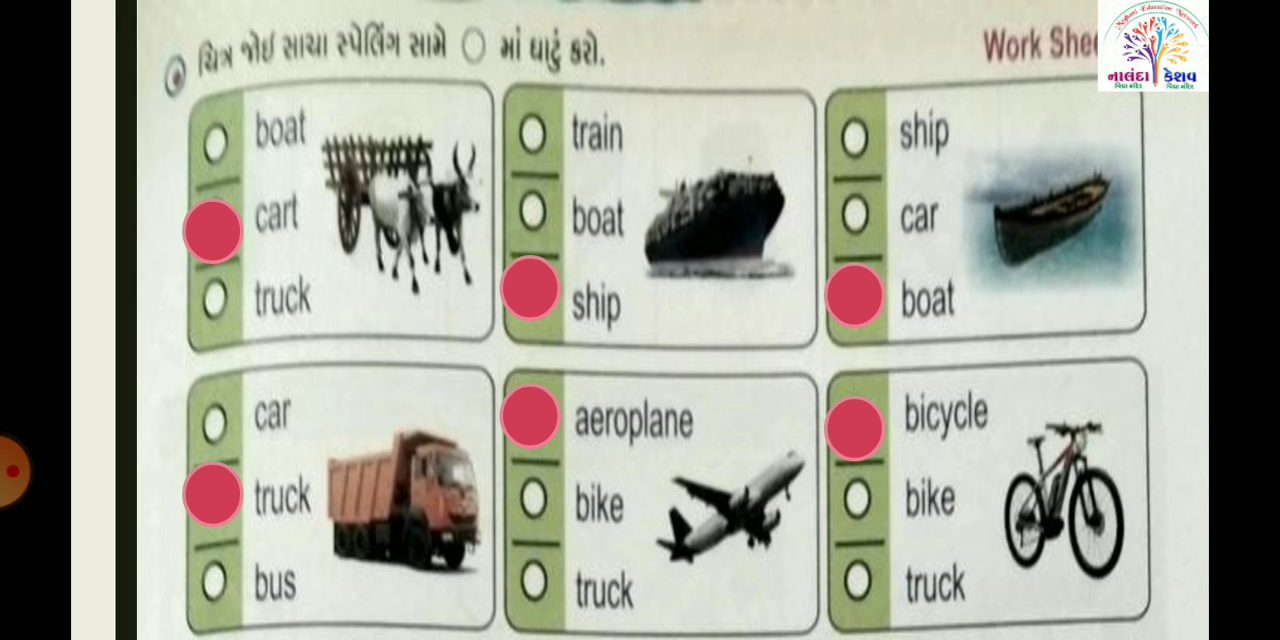 ચિત્ર જોઈ સાચા સ્પેલિંગ સામે ○ માં ઘાટું કરો.
Work Shee
નાલંદા કેશવ
વિદ્યા મંદિર વિદ્યા મંદિર
boat
cart
truck
train
boat
ship
ship
car
boat
car
truck
bus
aeroplane
bike
truck
bicycle
bike
truck